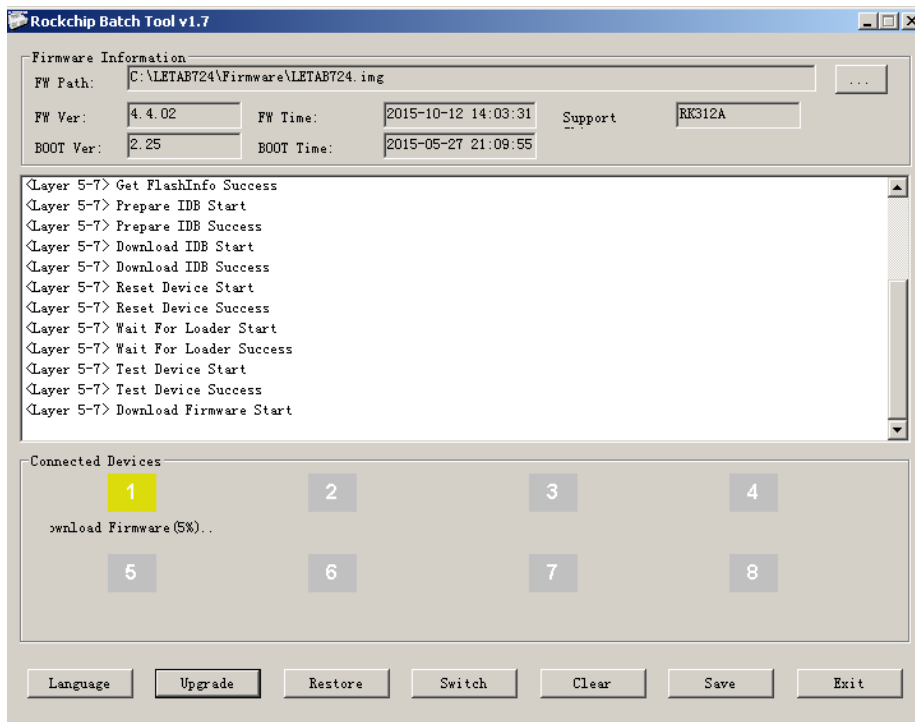 Rockchip Batch Tool v1.7
Firmware Information
FW Path: C:\LETAB724\Firmware\LETAB724.img ...
FW Ver: 4.4.02 FW Time: 2015-10-12 14:03:31 Support RK312A
BOOT Ver: 2.25 BOOT Time: 2015-05-27 21:09:55
<Layer 5-7> Get FlashInfo Success
<Layer 5-7> Prepare IDB Start
<Layer 5-7> Prepare IDB Success
<Layer 5-7> Download IDB Start
<Layer 5-7> Download IDB Success
<Layer 5-7> Reset Device Start
<Layer 5-7> Reset Device Success
<Layer 5-7> Wait For Loader Start
<Layer 5-7> Wait For Loader Success
<Layer 5-7> Test Device Start
<Layer 5-7> Test Device Success
<Layer 5-7> Download Firmware Start
Connected Devices
1 2 3 4
ownload Firmware(5%)..
5 6 7 8
Language Upgrade Restore Switch Clear Save Exit